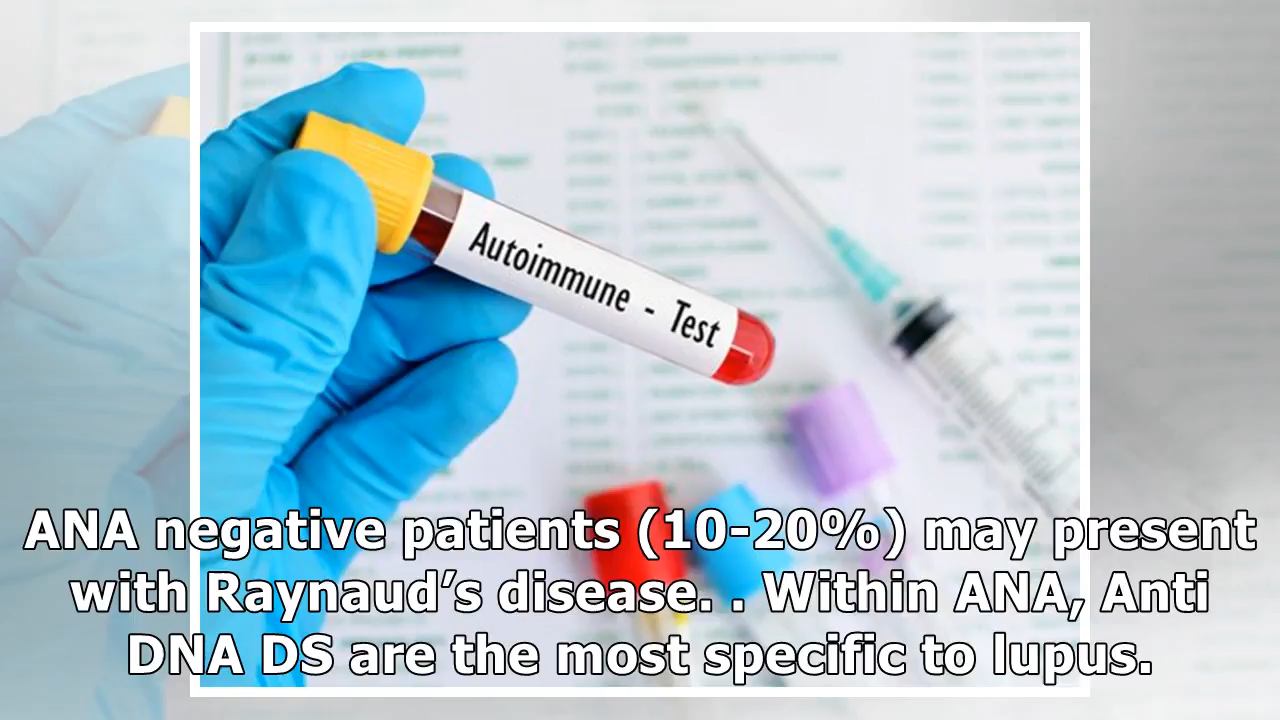 Autoimmune - Test
ANA negative patients (10-20%) may present
with Raynaud’s disease. . Within ANA, Anti
DNA DS are the most specific to lupus.